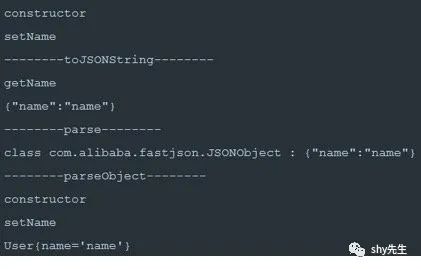 constructor
setName
--------toJSONString--------
getName
{"name":"name"}
--------parse--------
class com.alibaba.fastjson.JSONObject : {"name":"name"}
--------parseObject--------
constructor
setName
User{name='name'}
shy先生